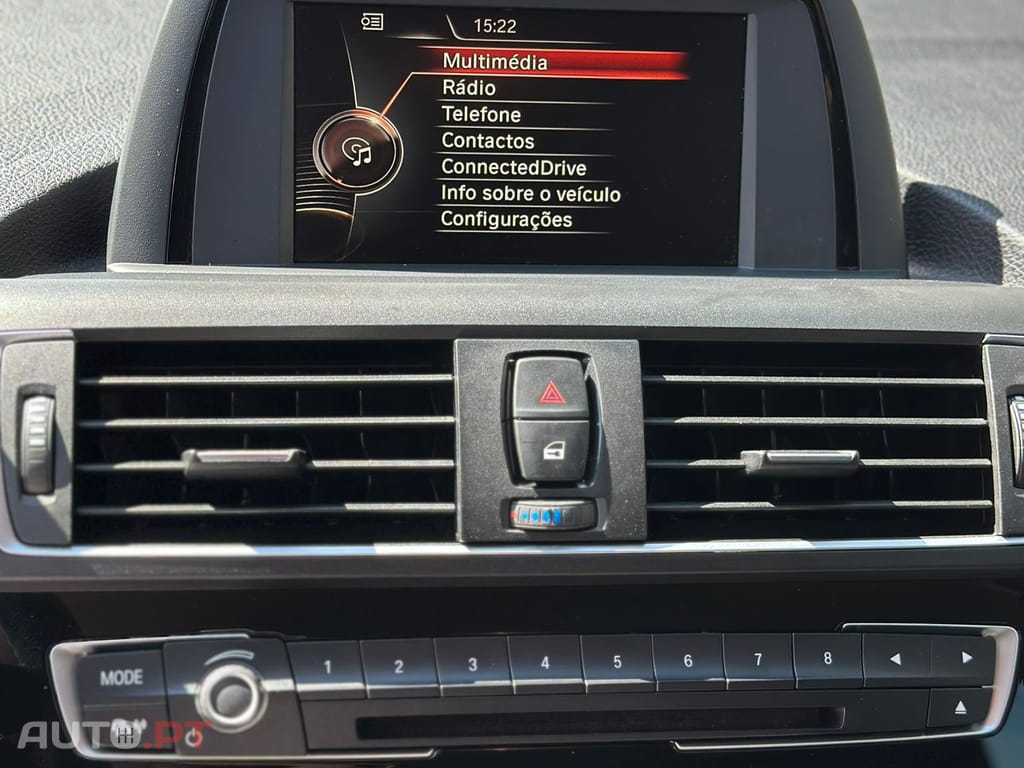 15:22
Multimédia
Rádio
Telefone
Contactos
ConnectedDrive
Info sobre o veículo
Configurações
MODE
1 2 3 4 5 6 7 8
AUTO.PT